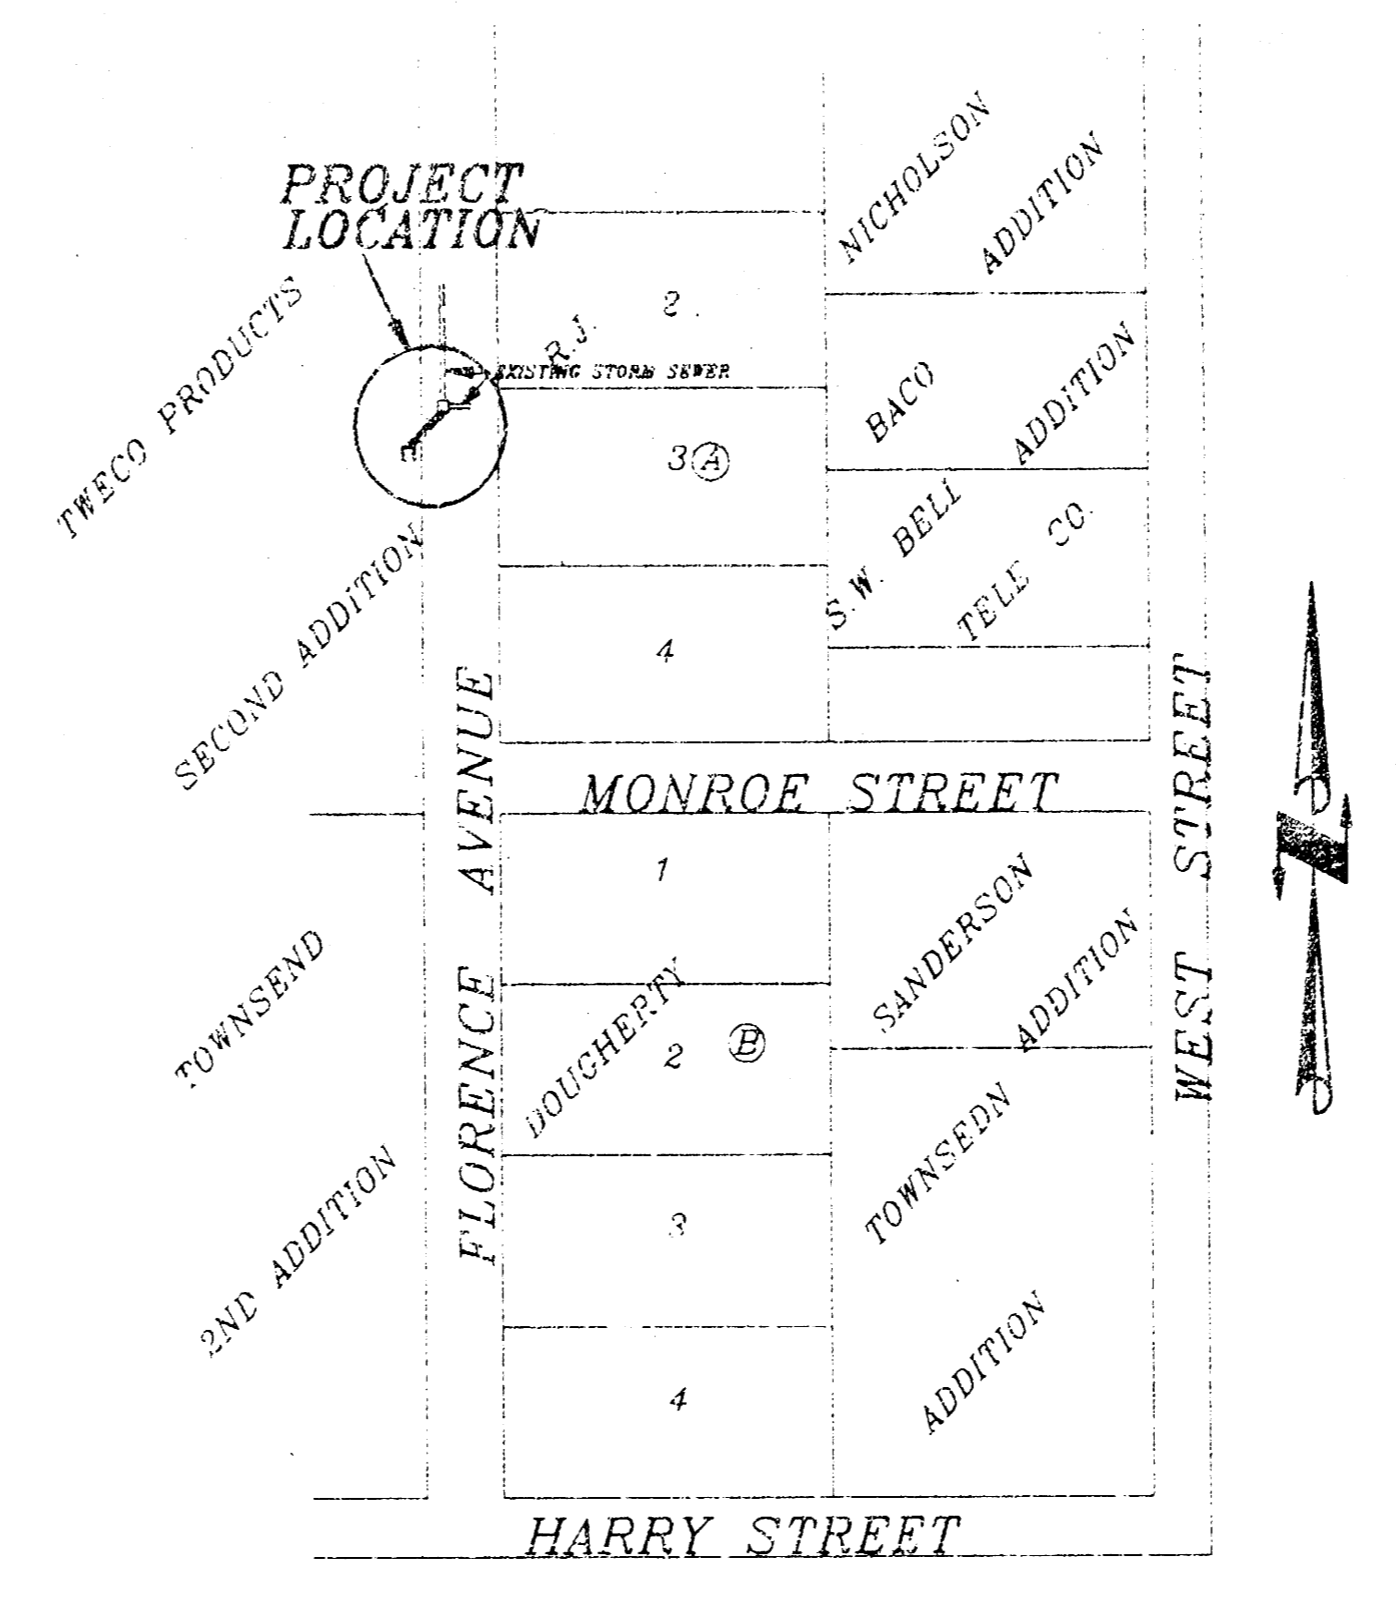 PROJECT
LOCATION
NICHOLSON
ADDITION
TWECO PRODUCTS
SECOND ADDITION
2
R.J.
EXISTING STORM SEWER
3 A
4
BACO
ADDITION
S.W. BELL
TELE CO.
MONROE STREET
FLORENCE AVENUE
WEST STREET
1
DOUGHERTY
2 B
3
4
SANDERSON
ADDITION
TOWNSEDN
ADDITION
TOWNSEND
2ND ADDITION
HARRY STREET